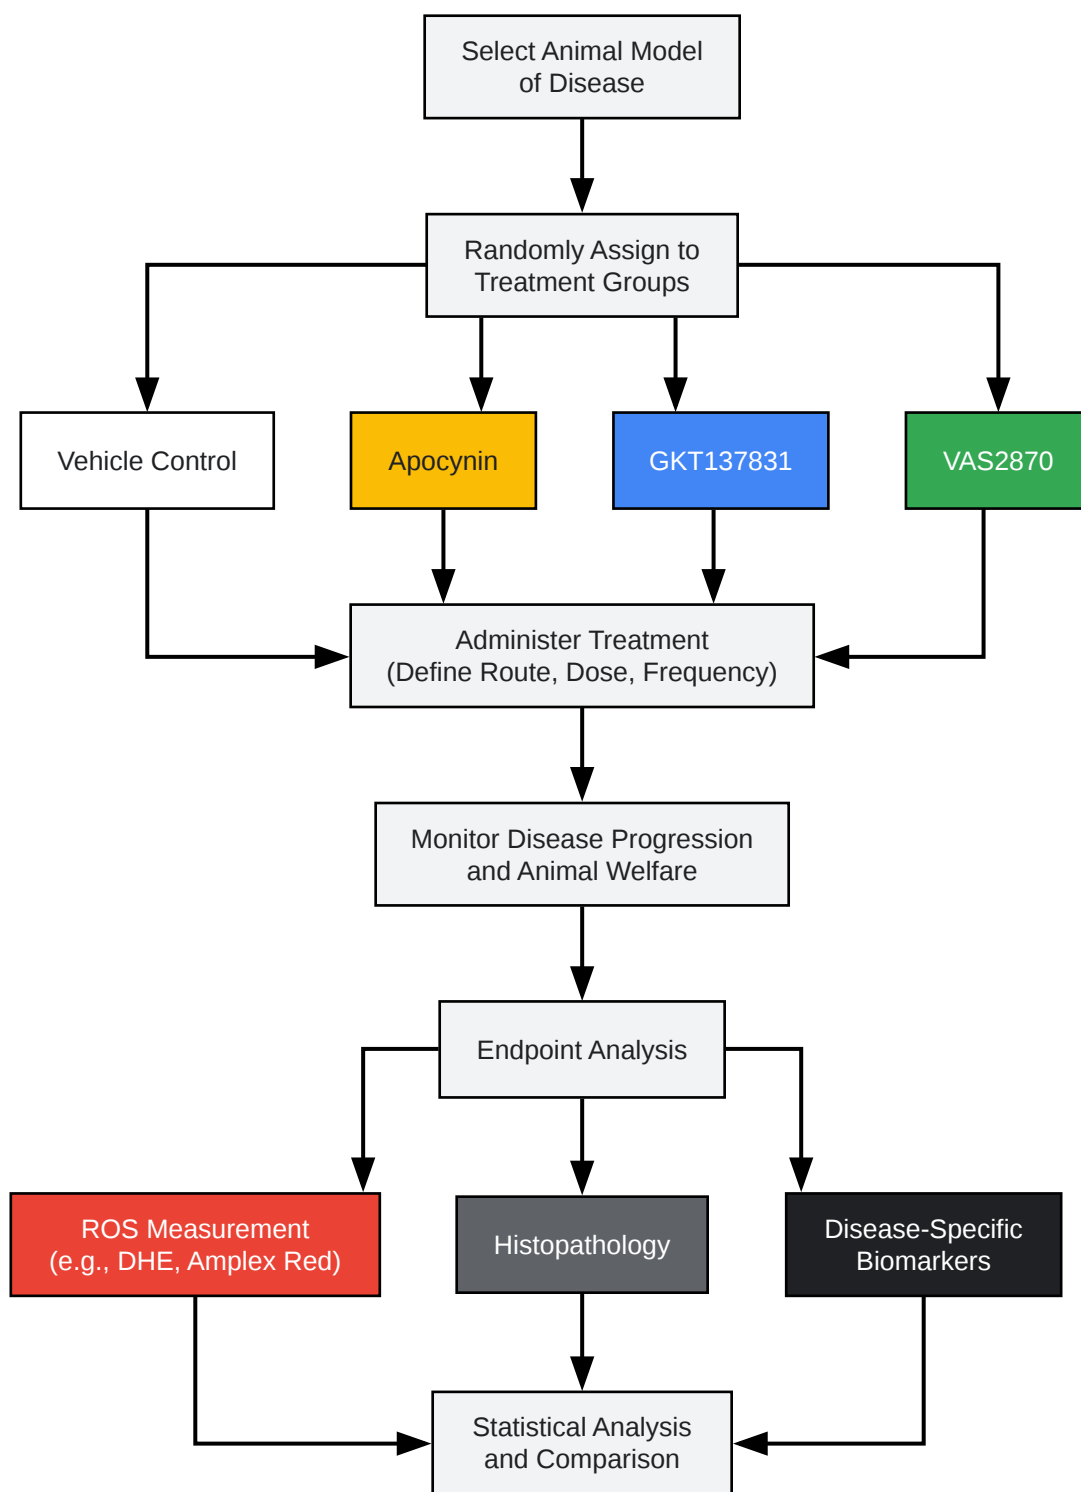 Select Animal Model
of Disease
Randomly Assign to
Treatment Groups
Vehicle Control
Apocynin
GKT137831
VAS2870
Administer Treatment
(Define Route, Dose, Frequency)
Monitor Disease Progression
and Animal Welfare
Endpoint Analysis
ROS Measurement
(e.g., DHE, Amplex Red)
Histopathology
Disease-Specific
Biomarkers
Statistical Analysis
and Comparison